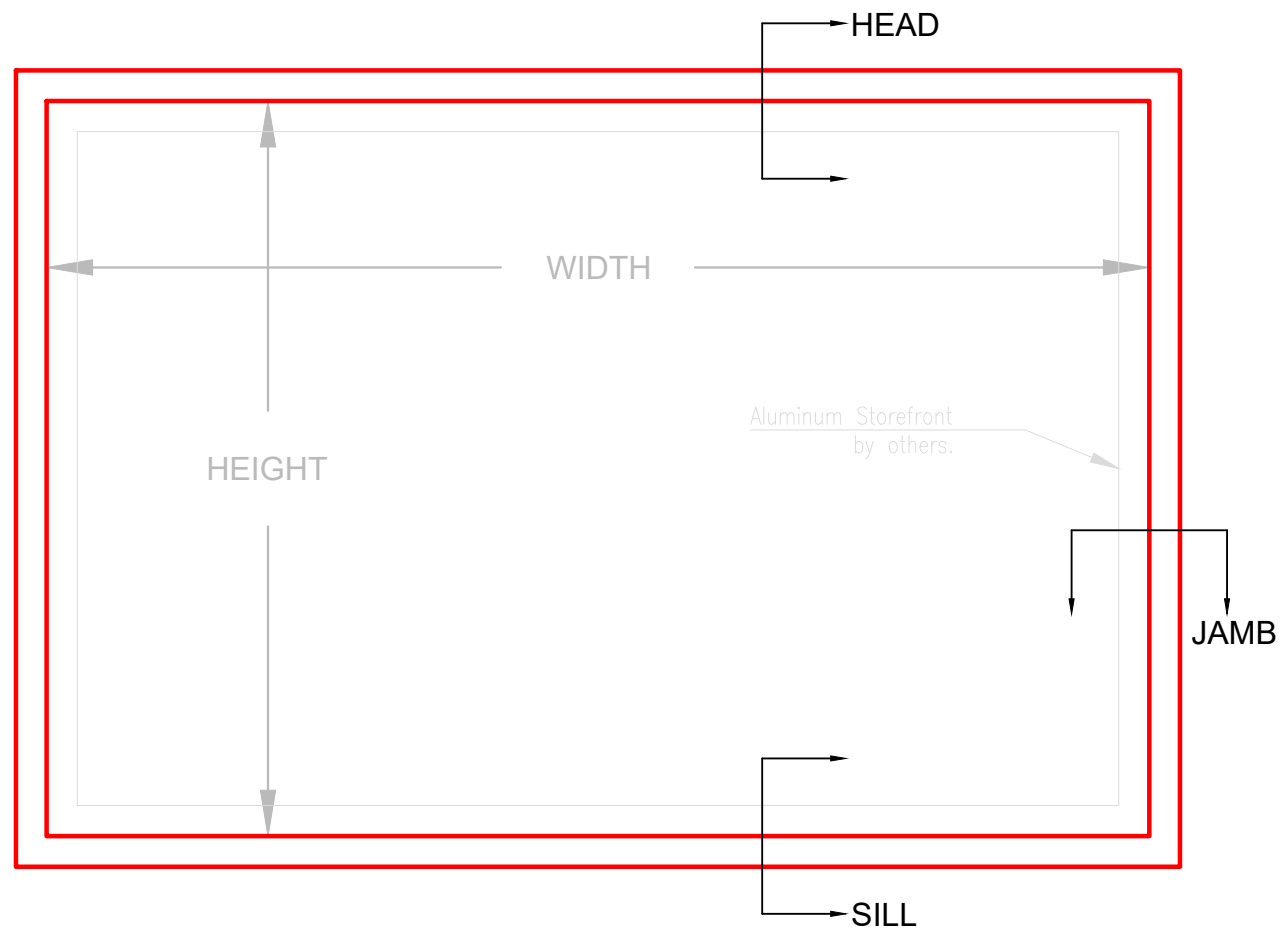 HEAD
WIDTH
Aluminum Storefront
by others.
HEIGHT
JAMB
SILL